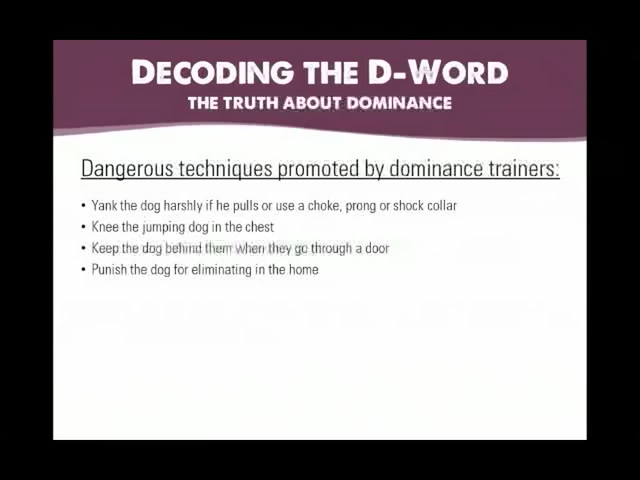 DECODING THE D-WORD
THE TRUTH ABOUT DOMINANCE
Dangerous techniques promoted by dominance trainers:
• Yank the dog harshly if he pulls or use a choke, prong or shock collar
• Knee the jumping dog in the chest
• Keep the dog behind them when they go through a door
• Punish the dog for eliminating in the home